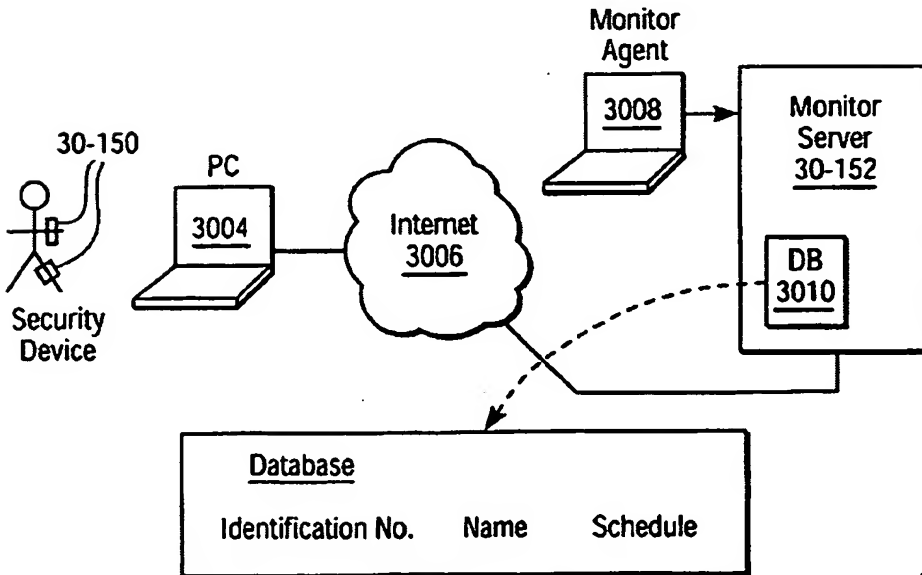 30-150
Security
Device
PC
3004
Internet
3006
Monitor
Agent
3008
Monitor
Server
30-152
DB
3010
Database
Identification No. Name Schedule